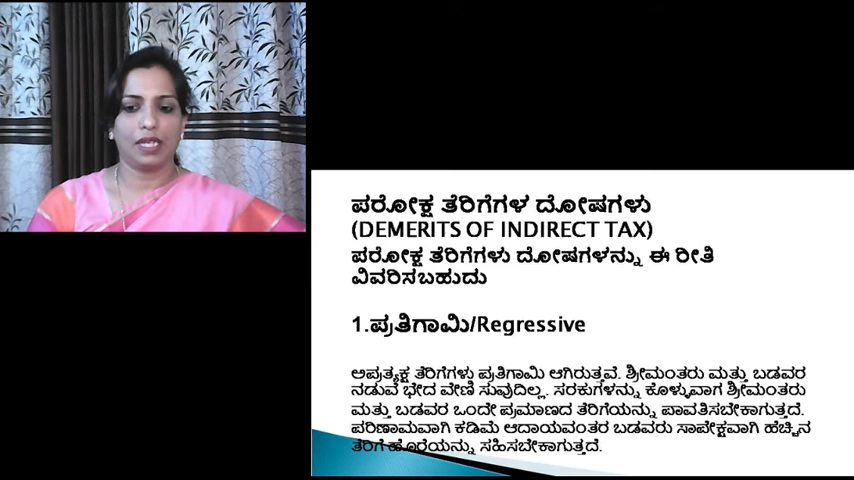 ಪರೋಕ್ಷ ತೆರಿಗೆಗಳ ದೋಷಗಳು
(DEMERITS OF INDIRECT TAX)
ಪರೋಕ್ಷ ತೆರಿಗೆಗಳು ದೋಷಗಳನ್ನು ಈ ರೀತಿ
ವಿವರಿಸಬಹುದು
1.ಪ್ರತಿಗಾಮಿ/Regressive
ಅಪ್ರತ್ಯಕ್ಷ ತೆರಿಗೆಗಳು ಪ್ರತಿಗಾಮಿ ಆಗಿರುತ್ತವೆ. ಶ್ರೀಮಂತರು ಮತ್ತು ಬಡವರ
ನಡುವೆ ಭೇದ ವೇಣಿ ಸುವುದಿಲ್ಲ. ಸರಕುಗಳನ್ನು ಕೊಳ್ಳುವಾಗ ಶ್ರೀಮಂತರು
ಮತ್ತು ಬಡವರ ಒಂದೇ ಪ್ರಮಾಣದ ತೆರಿಗೆಯನ್ನು ಪಾವತಿಸಬೇಕಾಗುತ್ತದೆ.
ಪರಿಣಾಮವಾಗಿ ಕಡಿಮೆ ಆದಾಯವಂತರ ಬಡವರು ಸಾಪೇಕ್ಷವಾಗಿ ಹೆಚ್ಚಿನ
ತೆರಿಗೆ ಹೊರೆಯನ್ನು ಸಹಿಸಬೇಕಾಗುತ್ತದೆ.